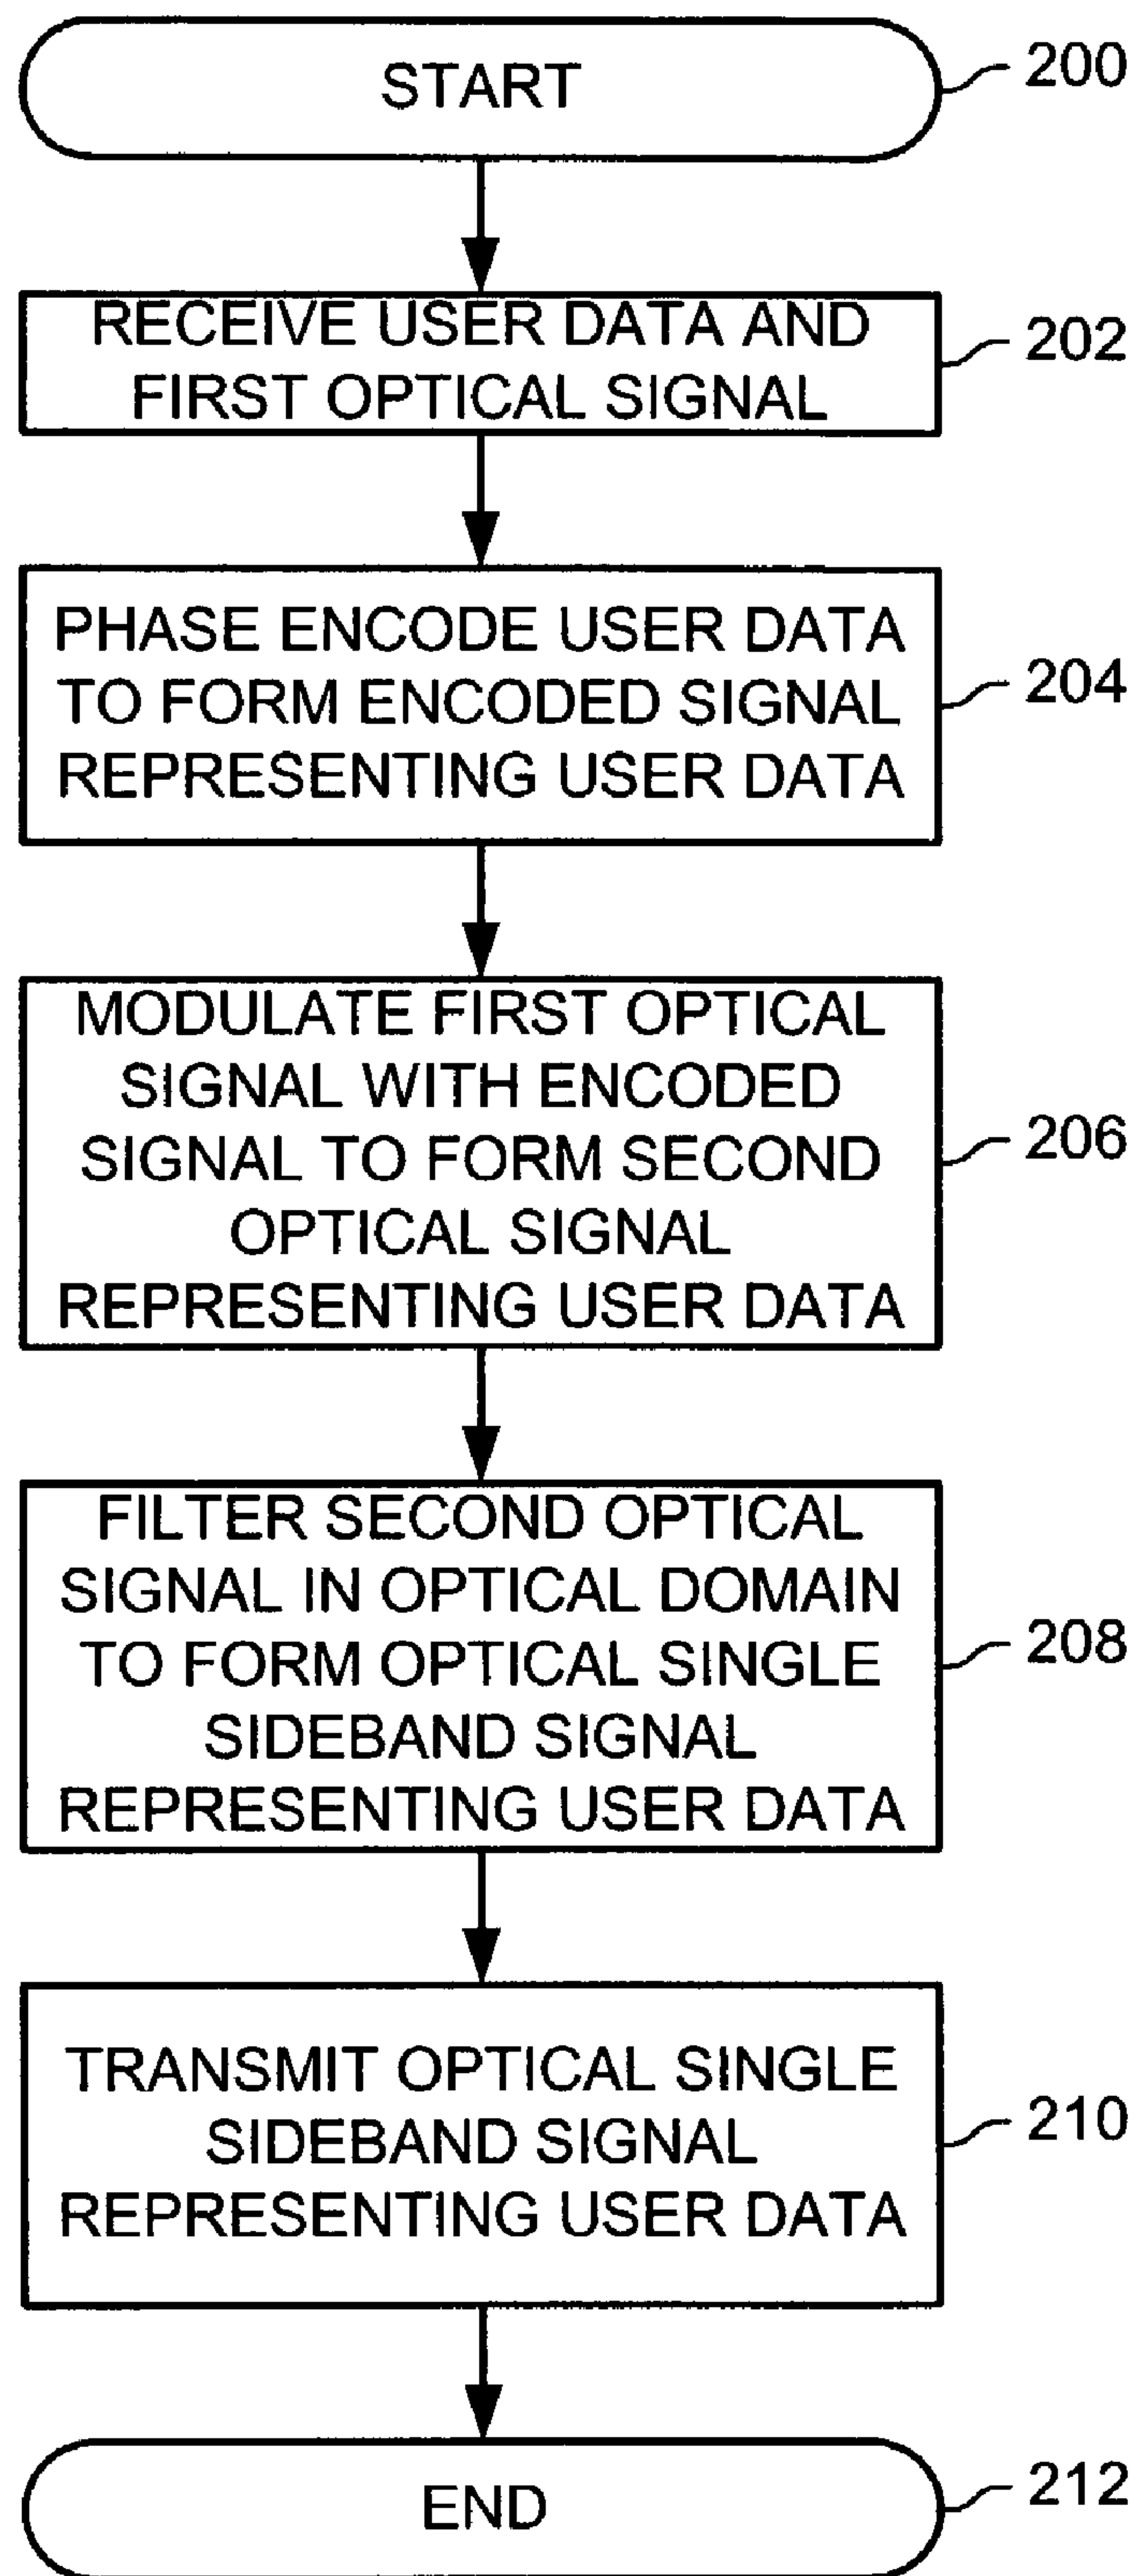 START
200
RECEIVE USER DATA AND
FIRST OPTICAL SIGNAL
202
PHASE ENCODE USER DATA
TO FORM ENCODED SIGNAL
REPRESENTING USER DATA
204
MODULATE FIRST OPTICAL
SIGNAL WITH ENCODED
SIGNAL TO FORM SECOND
OPTICAL SIGNAL
REPRESENTING USER DATA
206
FILTER SECOND OPTICAL
SIGNAL IN OPTICAL DOMAIN
TO FORM OPTICAL SINGLE
SIDEBAND SIGNAL
REPRESENTING USER DATA
208
TRANSMIT OPTICAL SINGLE
SIDEBAND SIGNAL
REPRESENTING USER DATA
210
END
212